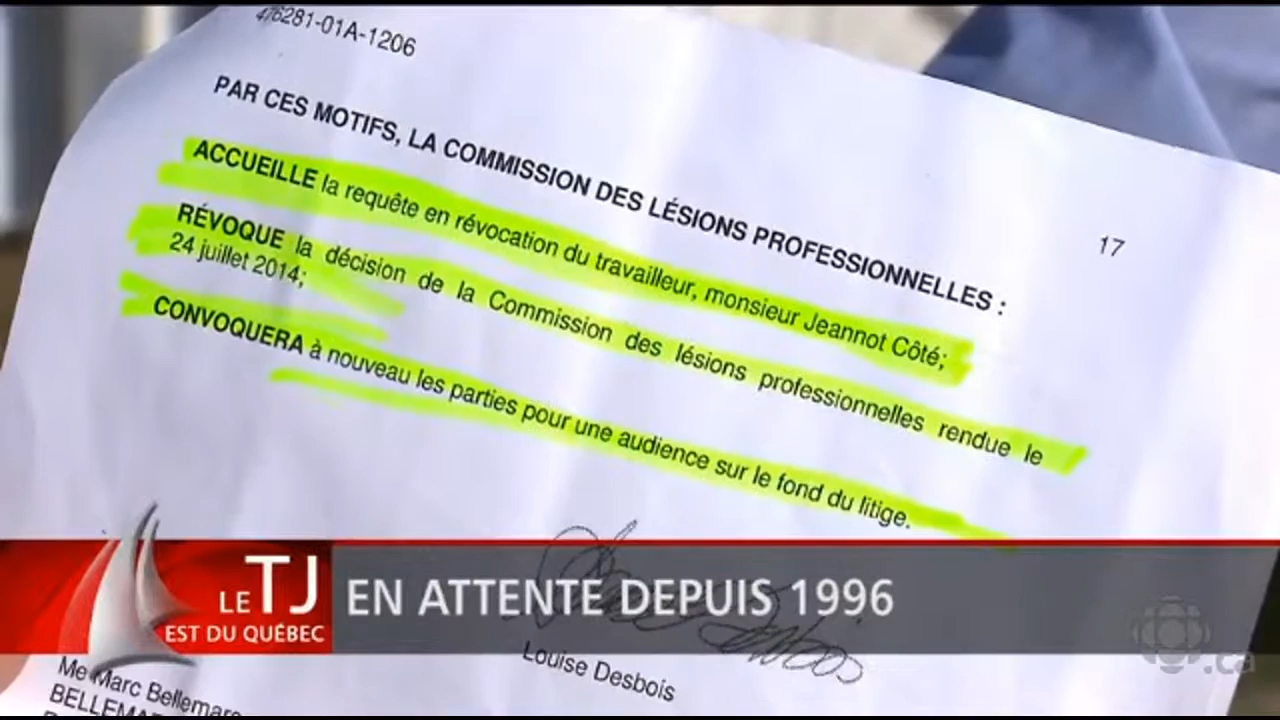 476281-01A-1206
17
PAR CES MOTIFS, LA COMMISSION DES LÉSIONS PROFESSIONNELLES :
ACCUEILLE la requête en révocation du travailleur, monsieur Jeannot Côté;
RÉVOQUE la décision de la Commission des lésions professionnelles rendue le
24 juillet 2014;
CONVOQUERA à nouveau les parties pour une audience sur le fond du litige.
LE TJ
EST DU QUÉBEC
EN ATTENTE DEPUIS 1996
Louise Desbois
.ca
Me Marc Bellemare